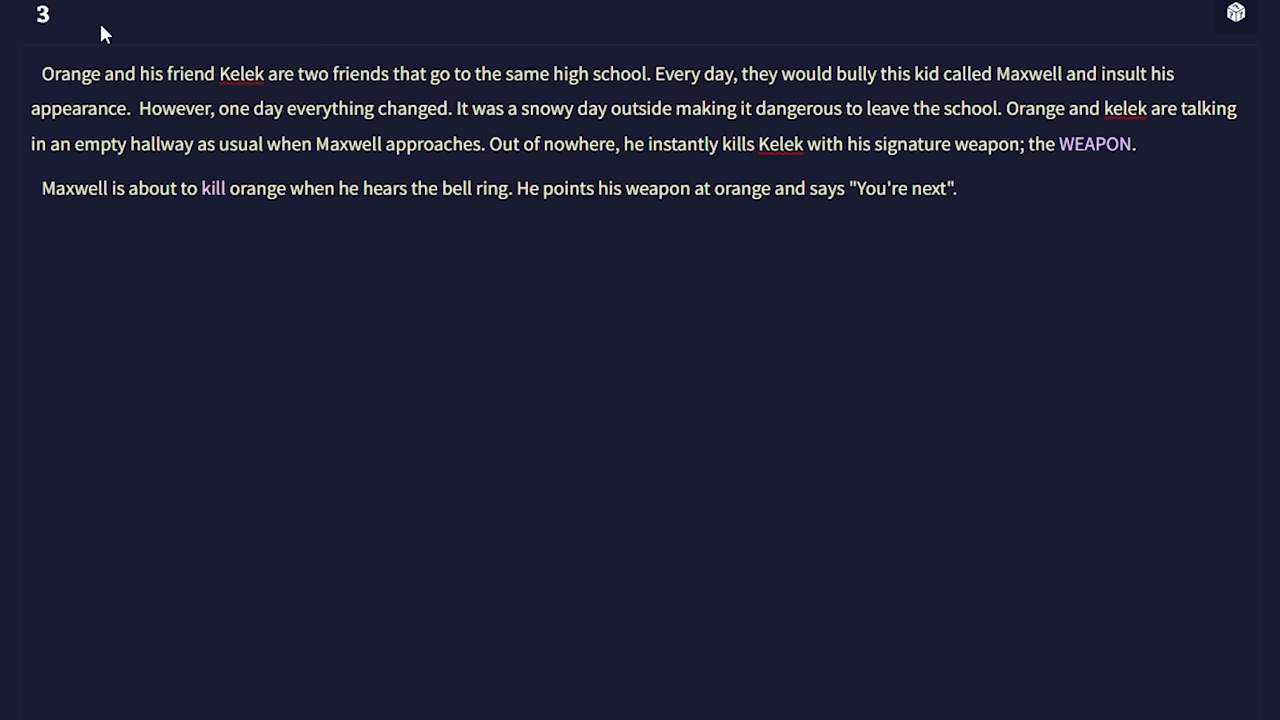 3
Orange and his friend Kelek are two friends that go to the same high school. Every day, they would bully this kid called Maxwell and insult his
appearance.  However, one day everything changed. It was a snowy day outside making it dangerous to leave the school. Orange and kelek are talking
in an empty hallway as usual when Maxwell approaches. Out of nowhere, he instantly kills Kelek with his signature weapon; the WEAPON.
Maxwell is about to kill orange when he hears the bell ring. He points his weapon at orange and says "You're next".